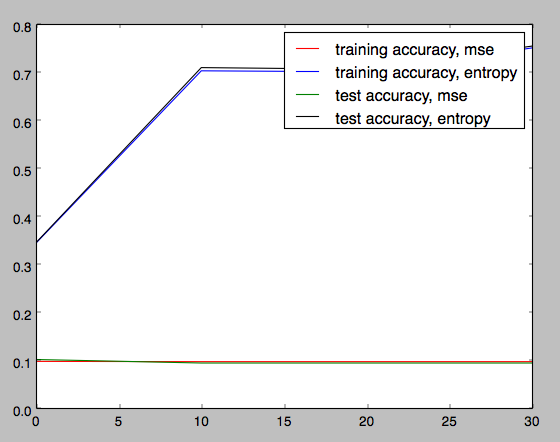 0.8
0.7
0.6
0.5
0.4
0.3
0.2
0.1
0.0
0 5 10 15 20 25 30
training accuracy, mse
training accuracy, entropy
test accuracy, mse
test accuracy, entropy